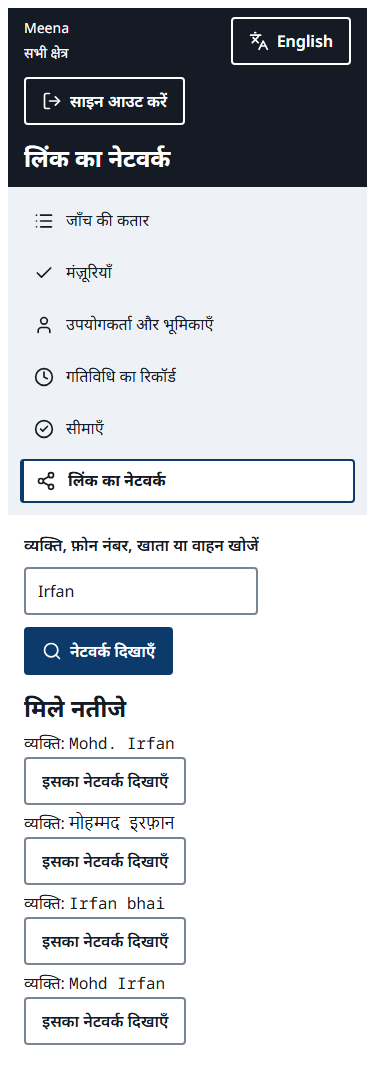 Meena
सभी क्षेत्र
English
साइन आउट करें
लिंक का नेटवर्क
जाँच की कतार
मंज़ूरियाँ
उपयोगकर्ता और भूमिकाएँ
गतिविधि का रिकॉर्ड
सीमाएँ
लिंक का नेटवर्क
व्यक्ति, फ़ोन नंबर, खाता या वाहन खोजें
Irfan
नेटवर्क दिखाएँ
मिले नतीजे
व्यक्ति: Mohd. Irfan
इसका नेटवर्क दिखाएँ
व्यक्ति: मोहम्मद इरफ़ान
इसका नेटवर्क दिखाएँ
व्यक्ति: Irfan bhai
इसका नेटवर्क दिखाएँ
व्यक्ति: Mohd Irfan
इसका नेटवर्क दिखाएँ